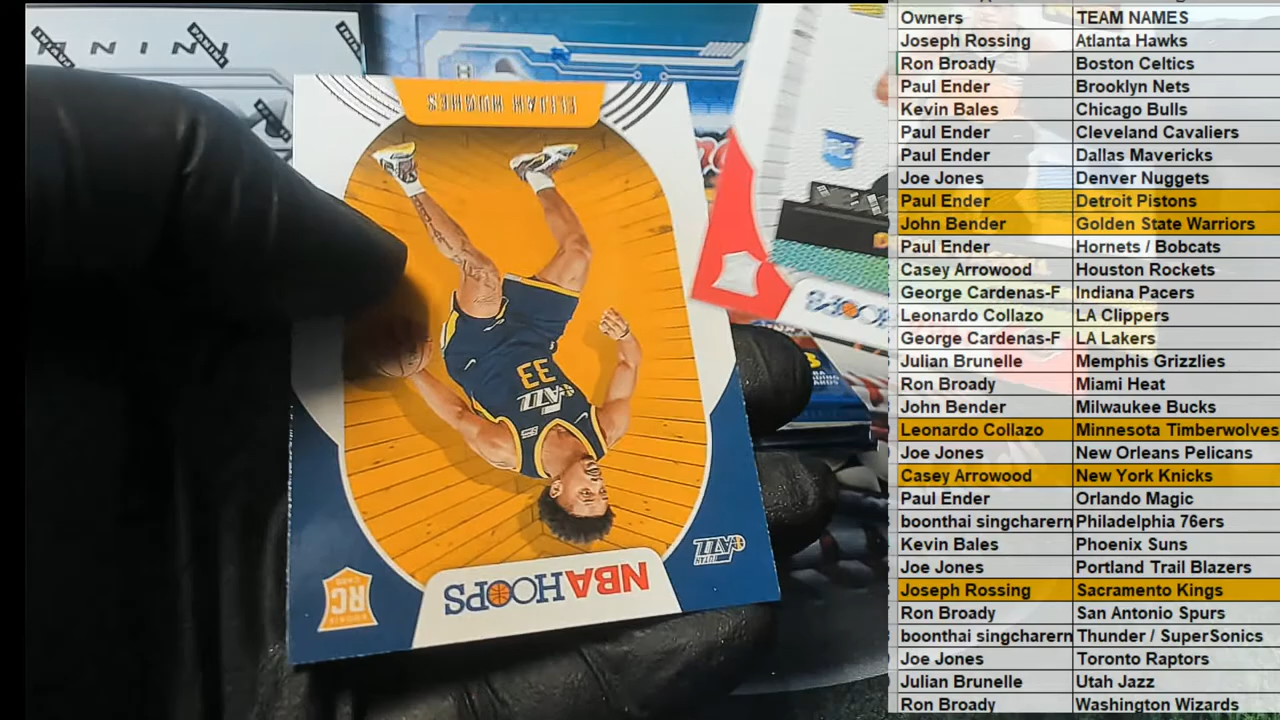 PANINI
ELIJAH HUGHES
RC
HOOPS
33
JAZZ
ROOKIE
RC
CARD
NBA HOOPS
UTAH
JAZZ
Owners TEAM NAMES
Joseph Rossing Atlanta Hawks
Ron Broady Boston Celtics
Paul Ender Brooklyn Nets
Kevin Bales Chicago Bulls
Paul Ender Cleveland Cavaliers
Paul Ender Dallas Mavericks
Joe Jones Denver Nuggets
Paul Ender Detroit Pistons
John Bender Golden State Warriors
Paul Ender Hornets / Bobcats
Casey Arrowood Houston Rockets
George Cardenas-F Indiana Pacers
Leonardo Collazo LA Clippers
George Cardenas-F LA Lakers
Julian Brunelle Memphis Grizzlies
Ron Broady Miami Heat
John Bender Milwaukee Bucks
Leonardo Collazo Minnesota Timberwolves
Joe Jones New Orleans Pelicans
Casey Arrowood New York Knicks
Paul Ender Orlando Magic
boonthai singcharern Philadelphia 76ers
Kevin Bales Phoenix Suns
Joe Jones Portland Trail Blazers
Joseph Rossing Sacramento Kings
Ron Broady San Antonio Spurs
boonthai singcharern Thunder / SuperSonics
Joe Jones Toronto Raptors
Julian Brunelle Utah Jazz
Ron Broady Washington Wizards